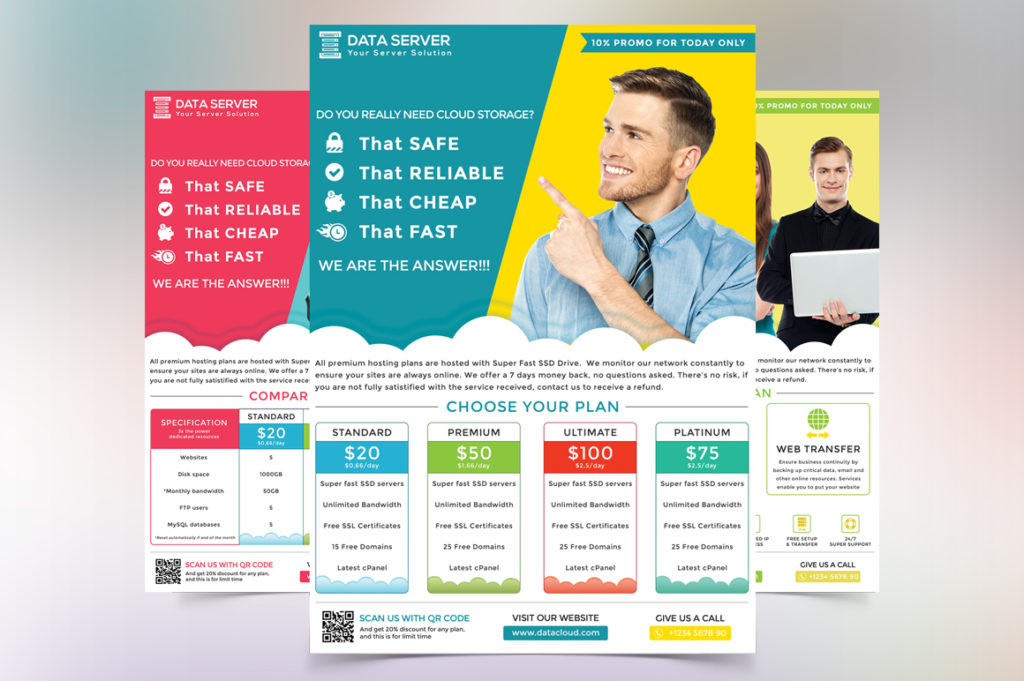 DATA SERVER
Your Server Solution
10% PROMO FOR TODAY ONLY
DO YOU REALLY NEED CLOUD STORAGE?
That SAFE
That RELIABLE
That CHEAP
That FAST
WE ARE THE ANSWER!!!
All premium hosting plans are hosted with Super Fast SSD Drive. We monitor our network constantly to
ensure your sites are always online. We offer a 7 days money back, no questions asked. There's no risk, if
you are not fully satistified with the service received, contact us to receive a refund.
CHOOSE YOUR PLAN
STANDARD
$20
$0,66/day
Super fast SSD servers
Unlimited Bandwidth
Free SSL Certificates
15 Free Domains
Latest cPanel
PREMIUM
$50
$1,66/day
Super fast SSD servers
Unlimited Bandwidth
Free SSL Certificates
25 Free Domains
Latest cPanel
ULTIMATE
$100
$2.5/day
Super fast SSD servers
Unlimited Bandwidth
Free SSL Certificates
25 Free Domains
Latest cPanel
PLATINUM
$75
$2.5/day
Super fast SSD servers
Unlimited Bandwidth
Free SSL Certificates
25 Free Domains
Latest cPanel
SCAN US WITH QR CODE
And get 20% discount for any plan,
and this is for limit time
VISIT OUR WEBSITE
www.datacloud.com
GIVE US A CALL
+1234 5678 90
DATA SERVER
Your Server Solution
DO YOU REALLY NEED CLOUD STORAG
That SAFE
That RELIABLE
That CHEAP
That FAST
WE ARE THE ANSWER!!!
All premium hosting plans are hosted with Super
ensure your sites are always online. We offer a 7
you are not fully satistified with the service rece
COMPAR
SPECIFICATION
3x the power
dedicated resources
STANDARD
$20
$0,66/day
Websites 5
Disk space 1000GB
*Monthly bandwidth 50GB
FTP users 5
MySQL databases 5
*Reset automatically if end of the month
SCAN US WITH QR CODE
And get 20% discount for any plan,
and this is for limit time
% PROMO FOR TODAY ONLY
monitor our network constantly to
questions asked. There's no risk, if
ceive a refund.
AN
WEB TRANSFER
Ensure business continuity by
backing up critical data, email and
other online resources. Services
enable you to put your website
ED IP
ESS
FREE SETUP
& TRANSFER
24/7
SUPER SUPPORT
GIVE US A CALL
+1234 5678 90